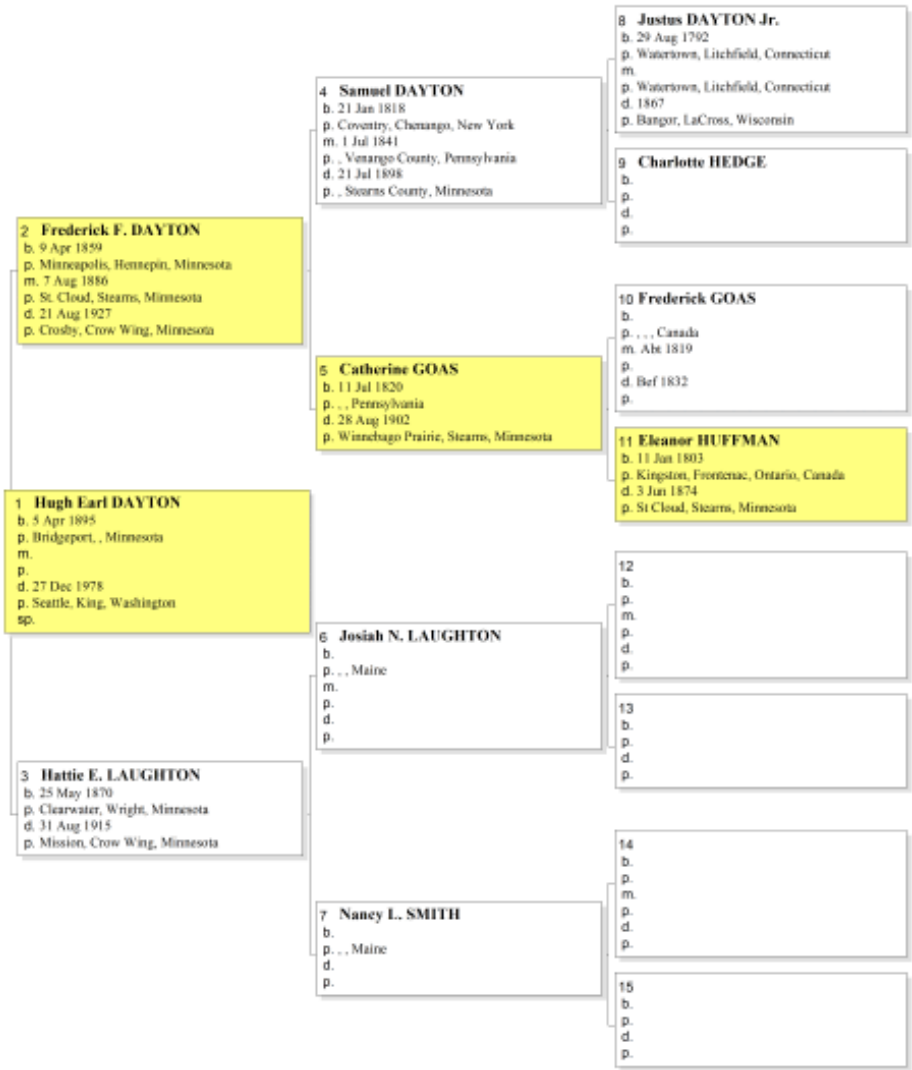 8 Justus DAYTON Jr.
b. 29 Aug 1792
p. Watertown, Litchfield, Connecticut
m.
p. Watertown, Litchfield, Connecticut
d. 1867
p. Bangor, LaCross, Wisconsin
4 Samuel DAYTON
b. 21 Jan 1818
p. Coventry, Chenango, New York
m. 1 Jul 1841
p. , Venango County, Pennsylvania
d. 21 Jul 1898
p. , Stearns County, Minnesota
9 Charlotte HEDGE
b.
p.
d.
p.
2 Frederick F. DAYTON
b. 9 Apr 1859
p. Minneapolis, Hennepin, Minnesota
m. 7 Aug 1886
p. St. Cloud, Stearns, Minnesota
d. 21 Aug 1927
p. Crosby, Crow Wing, Minnesota
10 Frederick GOAS
b.
p. , , , Canada
m. Abt 1819
p.
d. Bef 1832
p.
5 Catherine GOAS
b. 11 Jul 1820
p. , , Pennsylvania
d. 28 Aug 1902
p. Winnebago Prairie, Stearns, Minnesota
11 Eleanor HUFFMAN
b. 11 Jan 1803
p. Kingston, Frontenac, Ontario, Canada
d. 3 Jun 1874
p. St Cloud, Stearns, Minnesota
1 Hugh Earl DAYTON
b. 5 Apr 1895
p. Bridgeport, , Minnesota
m.
p.
d. 27 Dec 1978
p. Seattle, King, Washington
sp.
12
b.
p.
m.
p.
d.
p.
6 Josiah N. LAUGHTON
b.
p. , , Maine
m.
p.
d.
p.
13
b.
p.
d.
p.
3 Hattie E. LAUGHTON
b. 25 May 1870
p. Clearwater, Wright, Minnesota
d. 31 Aug 1915
p. Mission, Crow Wing, Minnesota
14
b.
p.
m.
p.
d.
p.
7 Nancy L. SMITH
b.
p. , , Maine
d.
p.
15
b.
p.
d.
p.